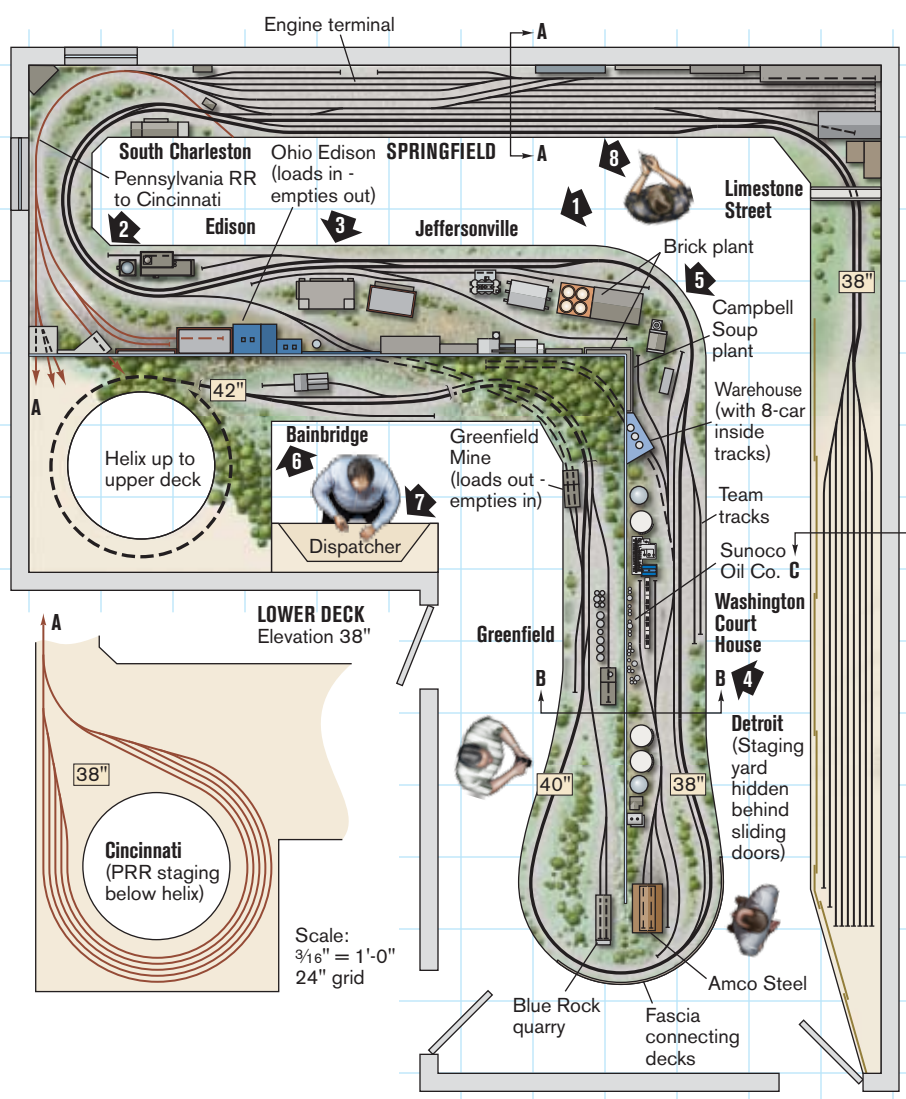 Engine terminal
A
A
South Charleston
Pennsylvania RR
to Cincinnati
Ohio Edison
(loads in -
empties out)
SPRINGFIELD
8
Limestone
Street
1
2
Edison
3
Jeffersonville
Brick plant
5
38"
Campbell
Soup
plant
A
42"
Warehouse
(with 8-car
inside
tracks)
Helix up to
upper deck
Bainbridge
6
7
Dispatcher
Greenfield
Mine
(loads out -
empties in)
Team
tracks
Sunoco
Oil Co.
C
LOWER DECK
Elevation 38"
Greenfield
Washington
Court
House
B
B
4
A
38"
Cincinnati
(PRR staging
below helix)
40"
38"
Detroit
(Staging
yard
hidden
behind
sliding
doors)
Scale:
3/16" = 1'-0"
24" grid
Blue Rock
quarry
Fascia
connecting
decks
Amco Steel